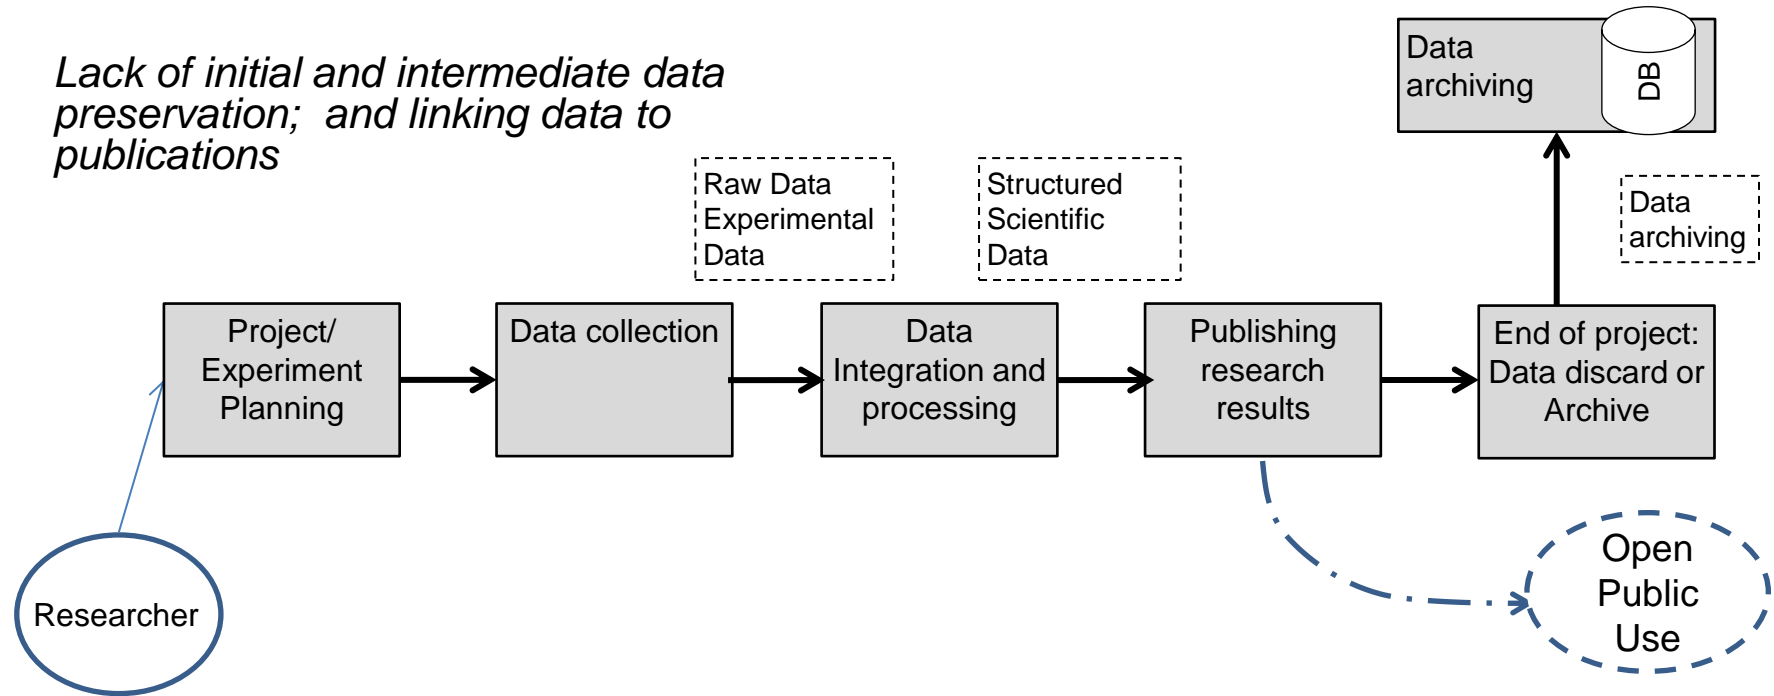 Lack of initial and intermediate data
preservation;  and linking data to
publications
Data
archiving
DB
Raw Data
Experimental
Data
Structured
Scientific
Data
Data
archiving
Project/
Experiment
Planning
Data collection
Data
Integration and
processing
Publishing
research
results
End of project:
Data discard or
Archive
Researcher
Open
Public
Use